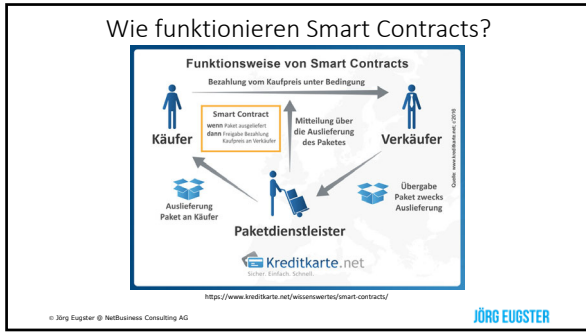 Wie funktionieren Smart Contracts?
Funktionsweise von Smart Contracts
Bezahlung vom Kaufpreis unter Bedingung
Smart Contract
wenn Paket ausgeliefert
dann Freigabe Bezahlung
Kaufpreis an Verkäufer
Mitteilung über
die Auslieferung
des Paketes
Käufer
Verkäufer
Quelle: www.kreditkarte.net, ©2016
Auslieferung
Paket an Käufer
Übergabe
Paket zwecks
Auslieferung
Paketdienstleister
Kreditkarte.net
Sicher. Einfach. Schnell.
https://www.kreditkarte.net/wissenswertes/smart-contracts/
© Jörg Eugster @ NetBusiness Consulting AG
JÖRG EUGSTER